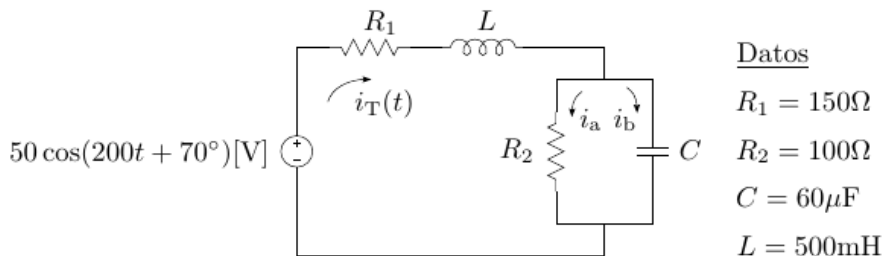 R₁
L
i_T(t)
50 cos(200t + 70°)[V]
+
-
R₂
i_a
i_b
C
Datos
R₁ = 150Ω
R₂ = 100Ω
C = 60μF
L = 500mH